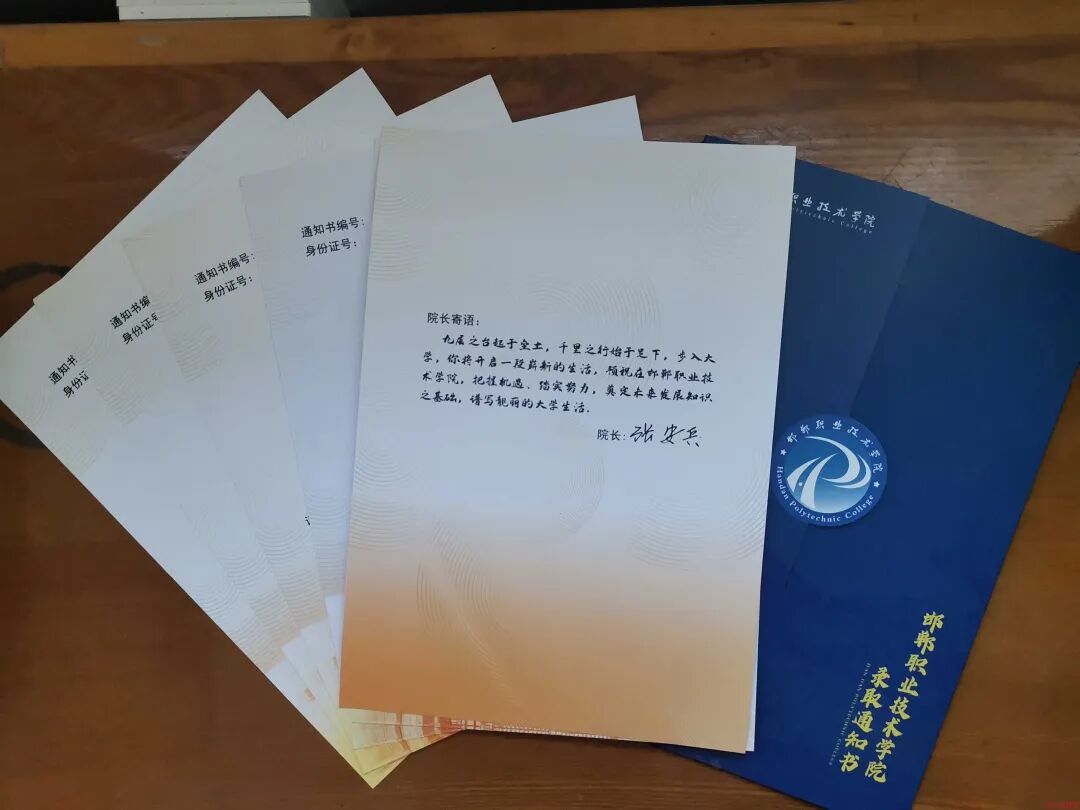 通知书
身份证
通知书编
身份证号
通知书编号:
身份证号:
通知书编号:
身份证号:
院长寄语:
九层之台起于垒土，千里之行始于足下，步入大
学，你将开启一段崭新的生活，预祝在邯郸职业技
术学院，把握机遇、踏实努力，奠定未来发展知识
之基础，谱写靓丽的大学生活.
院长: 张安兵
职业技术学院
Polytechnic College
邯郸职业技术学院
Handan Polytechnic College
邯郸职业技术学院
HAN DAN POLYTECHNIC COLLEGE
录取通知书